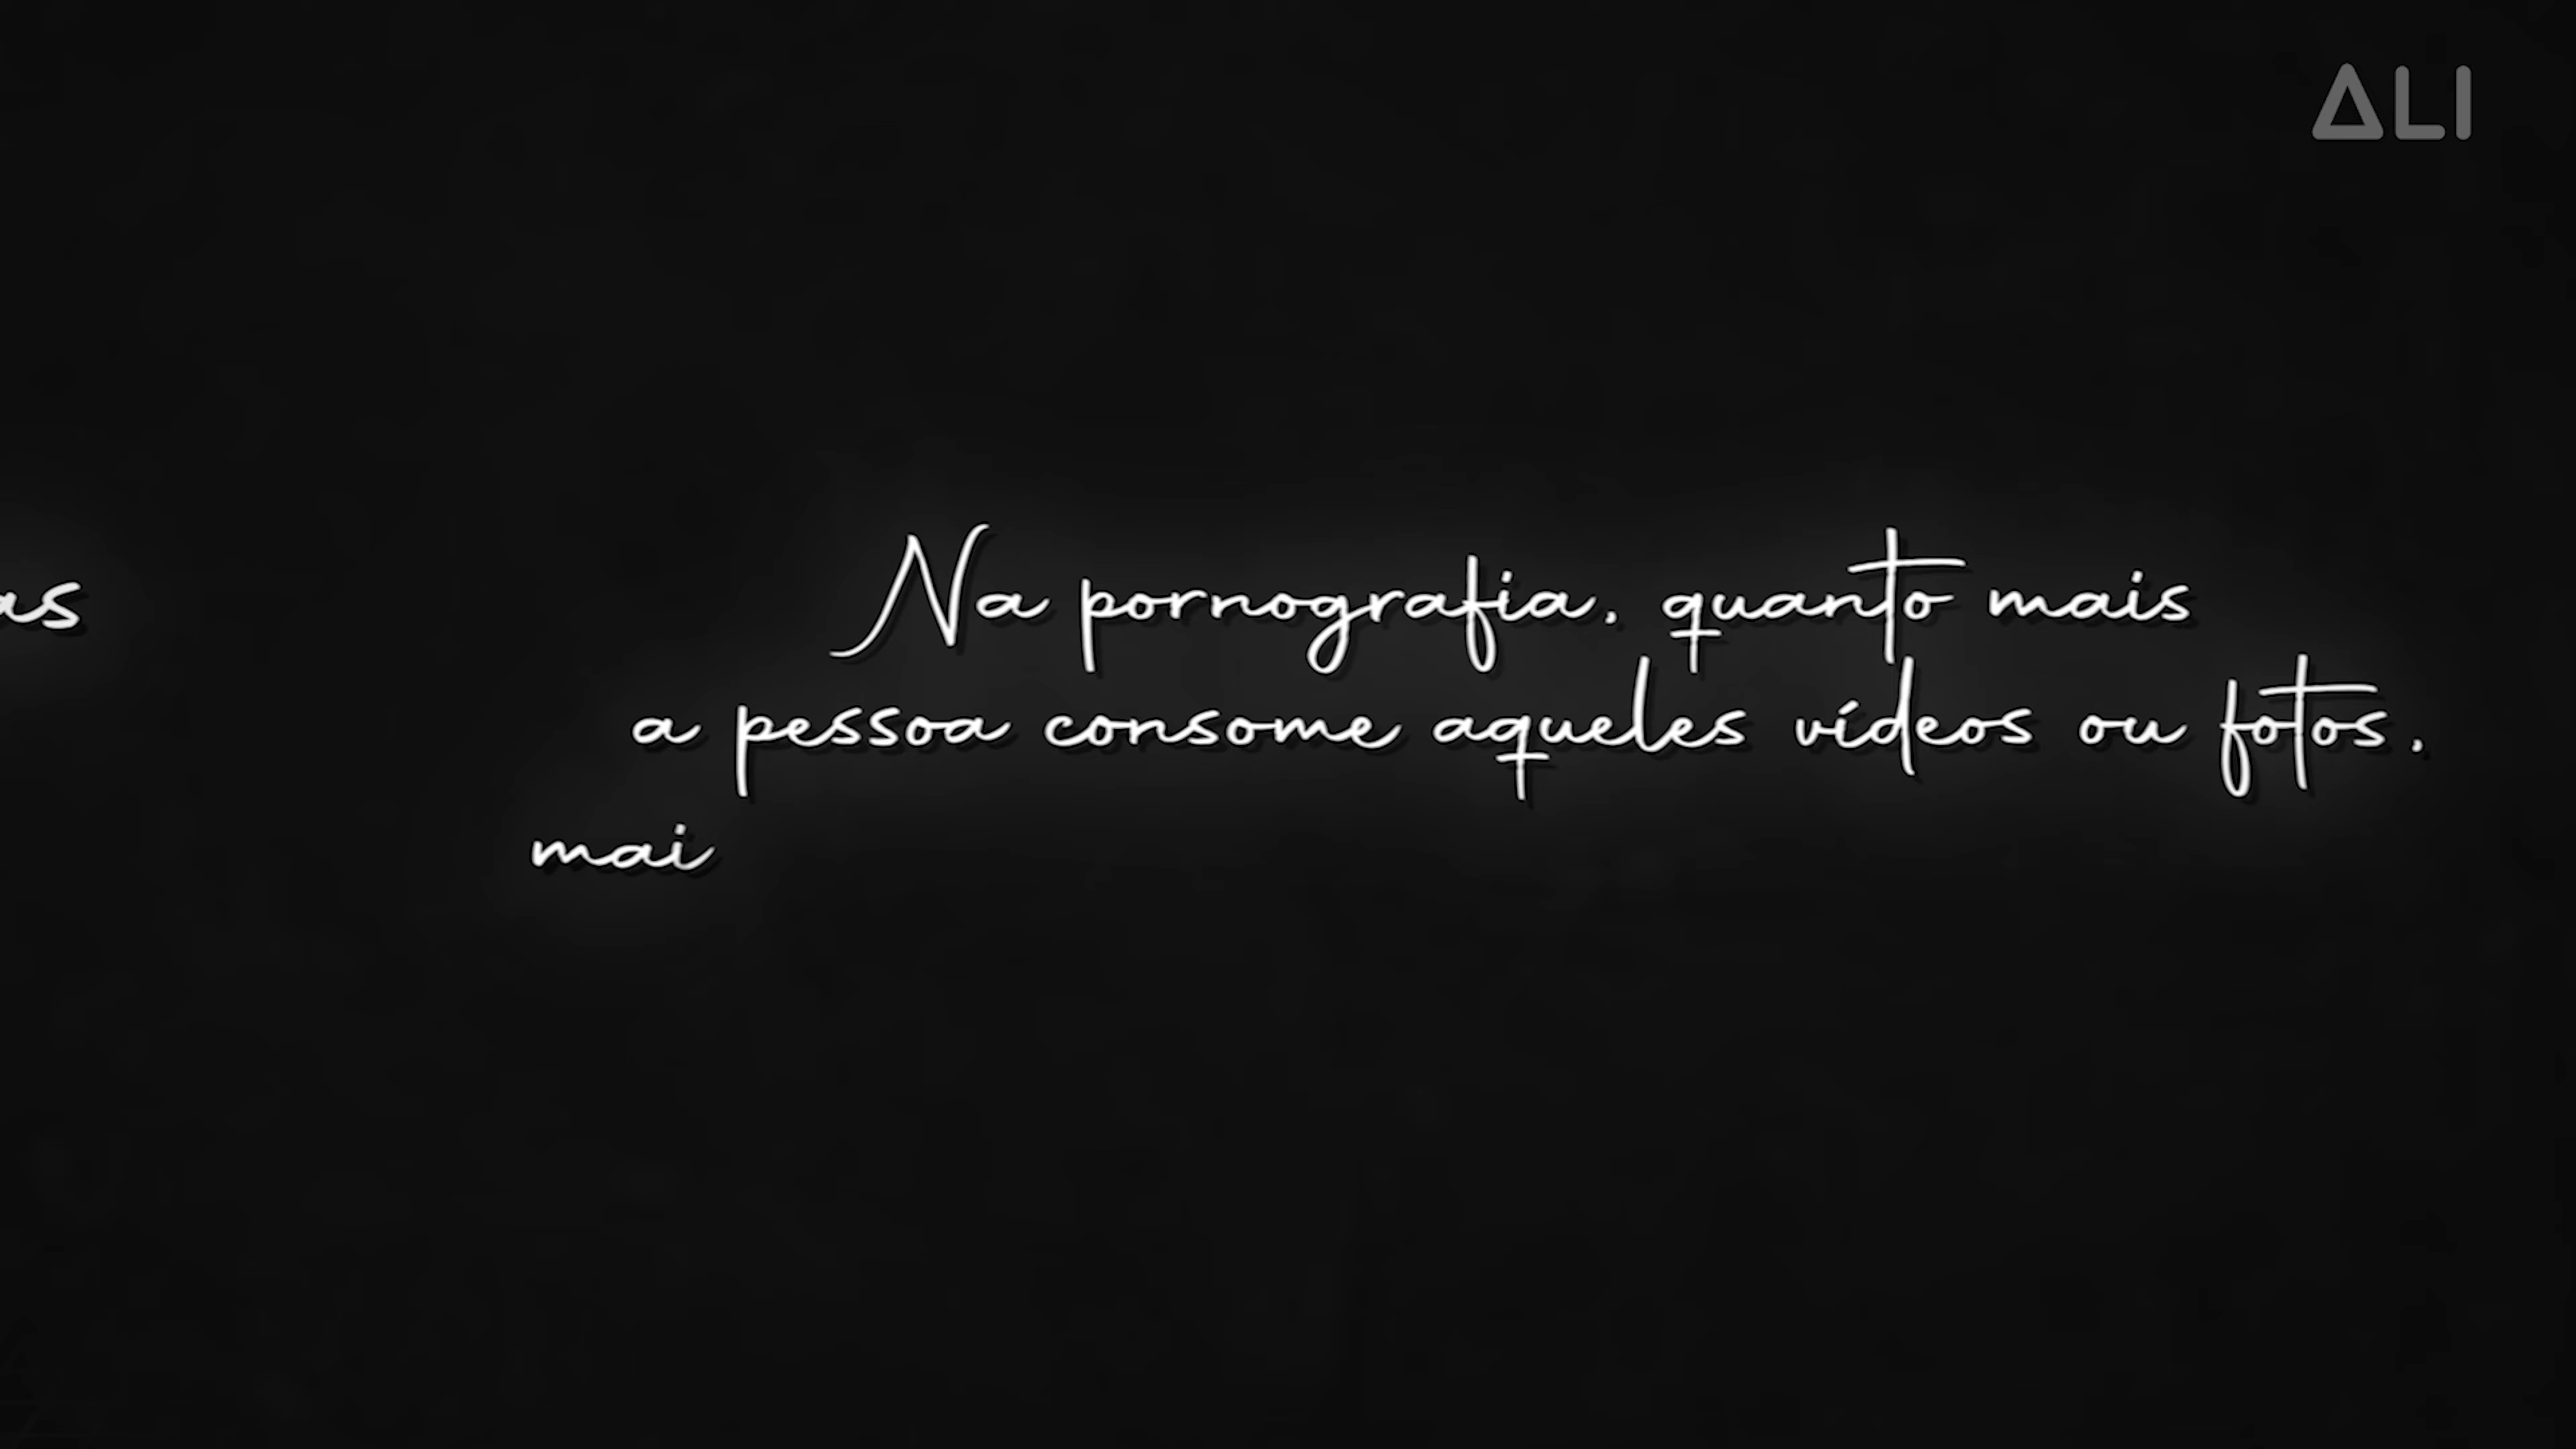 ALI
as
Na pornografia, quanto mais
a pessoa consome aqueles vídeos ou fotos,
mai